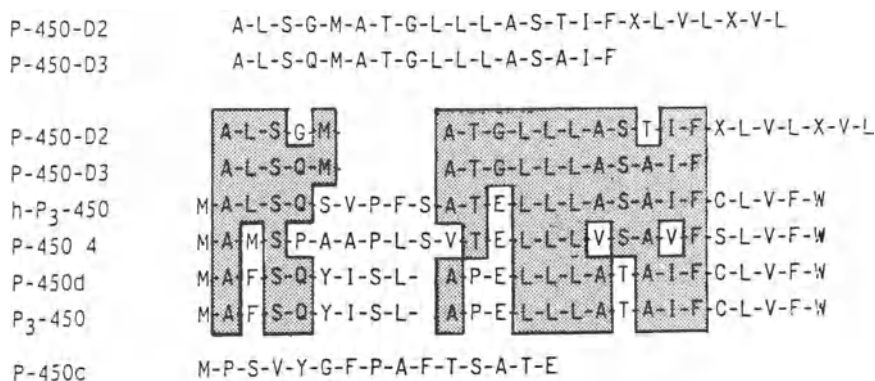 P-450-D2 A-L-S-G-M-A-T-G-L-L-L-A-S-T-I-F-X-L-V-L-X-V-L
P-450-D3 A-L-S-Q-M-A-T-G-L-L-L-A-S-A-I-F
P-450-D2 A-L-S-G-M- A-T-G-L-L-L-A-S-T-I-F-X-L-V-L-X-V-L
P-450-D3 A-L-S-Q-M A-T-G-L-L-L-A-S-A-I-F
h-P3-450 M-A-L-S-Q-S-V-P-F-S-A-T-E-L-L-L-A-S-A-I-F-C-L-V-F-W
P-450 4 M-A-M-S-P-A-A-P-L-S-V-T-E-L-L-L-V-S-A-V-F-S-L-V-F-W
P-450d M-A-F-S-Q-Y-I-S-L- A-P-E-L-L-L-A-T-A-I-F-C-L-V-F-W
P3-450 M-A-F-S-Q-Y-I-S-L- A-P-E-L-L-L-A-T-A-I-F-C-L-V-F-W
P-450c M-P-S-V-Y-G-F-P-A-F-T-S-A-T-E